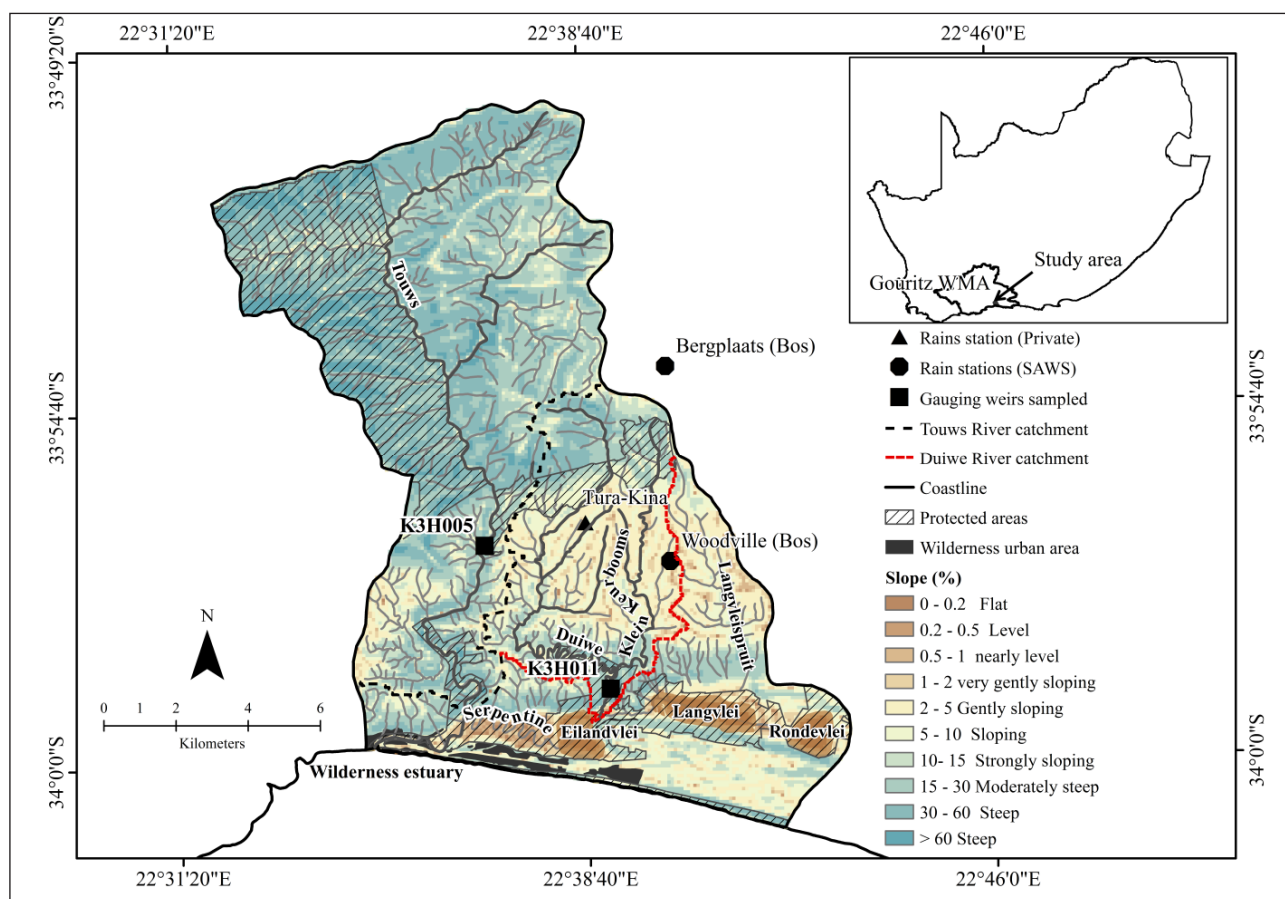 22°31'20"E
22°38'40"E
22°46'0"E
33°49'20"S
33°54'40"S
34°0'0"S
33°54'40"S
34°0'0"S
Gouritz WMA
Study area
Touws
Bergplaats (Bos)
Tura-Kina
K3H005
Woodville (Bos)
Keurbooms
Klein
Langvleispruit
Duiwe
K3H011
Serpentine
Eilandvlei
Langvlei
Rondevlei
Wilderness estuary
N
0 1 2 4 6
Kilometers
Rains station (Private)
Rain stations (SAWS)
Gauging weirs sampled
Touws River catchment
Duiwe River catchment
Coastline
Protected areas
Wilderness urban area
Slope (%)
0 - 0.2 Flat
0.2 - 0.5 Level
0.5 - 1 nearly level
1 - 2 very gently sloping
2 - 5 Gently sloping
5 - 10 Sloping
10- 15 Strongly sloping
15 - 30 Moderately steep
30 - 60 Steep
> 60 Steep
22°31'20"E
22°38'40"E
22°46'0"E